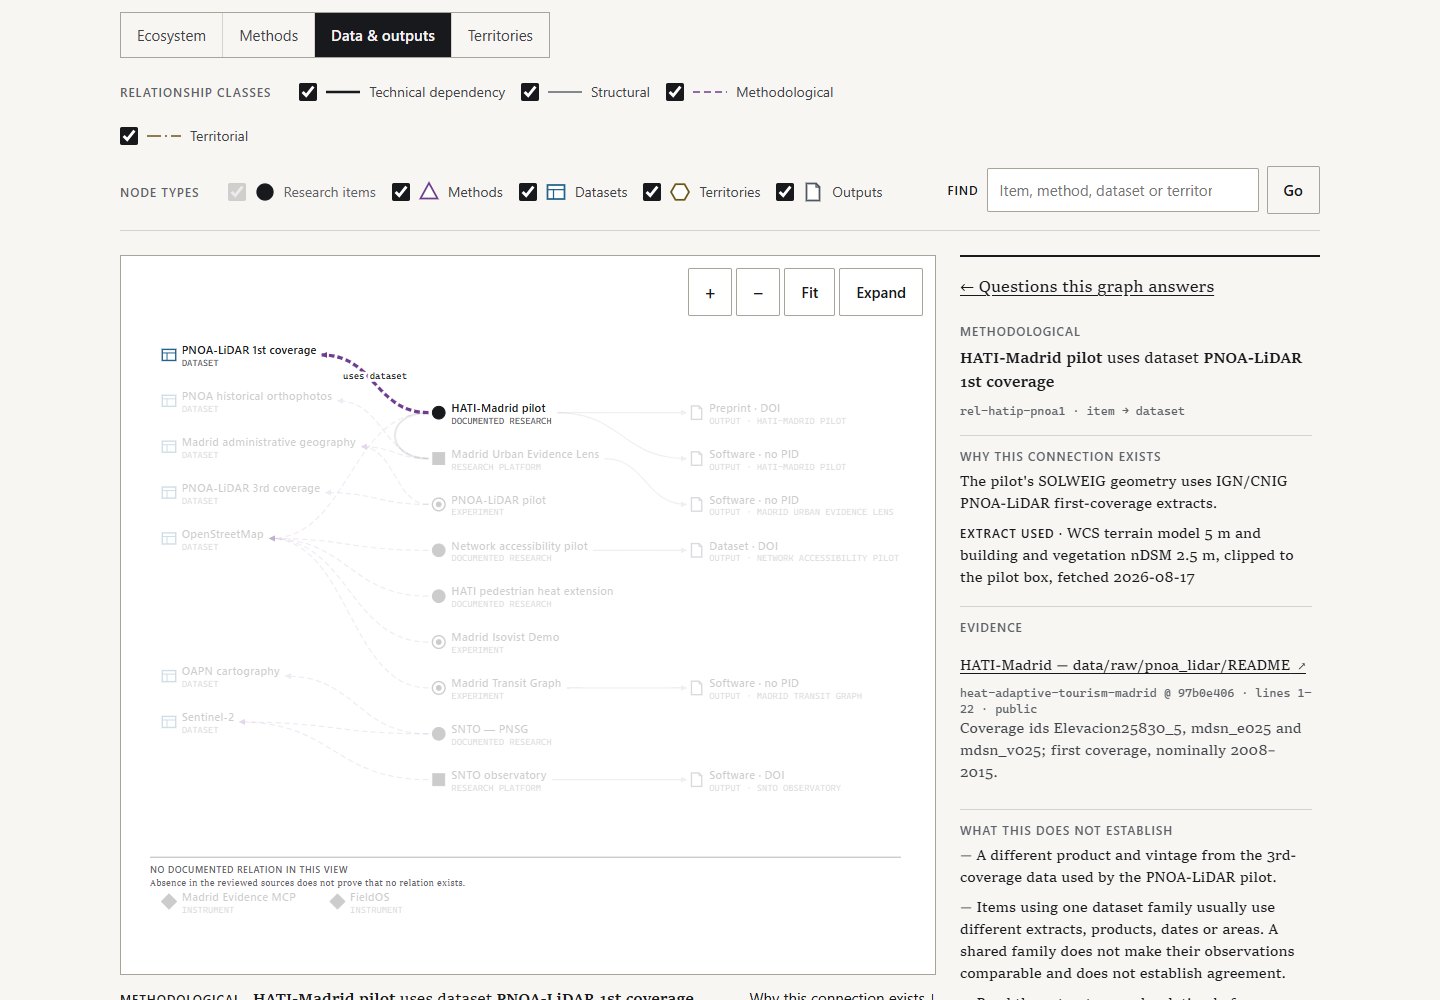 Ecosystem Methods Data & outputs Territories
RELATIONSHIP CLASSES Technical dependency Structural Methodological
Territorial
NODE TYPES Research items Methods Datasets Territories Outputs FIND Item, method, dataset or territor Go
+ − Fit Expand
PNOA-LiDAR 1st coverage
DATASET
uses dataset
PNOA historical orthophotos
DATASET
Madrid administrative geography
DATASET
PNOA-LiDAR 3rd coverage
DATASET
OpenStreetMap
DATASET
OAPN cartography
DATASET
Sentinel-2
DATASET
HATI-Madrid pilot
DOCUMENTED RESEARCH
Madrid Urban Evidence Lens
RESEARCH PLATFORM
PNOA-LiDAR pilot
EXPERIMENT
Network accessibility pilot
DOCUMENTED RESEARCH
HATI pedestrian heat extension
DOCUMENTED RESEARCH
Madrid Isovist Demo
EXPERIMENT
Madrid Transit Graph
EXPERIMENT
SNTO — PNSG
DOCUMENTED RESEARCH
SNTO observatory
RESEARCH PLATFORM
Preprint · DOI
OUTPUT · HATI-MADRID PILOT
Software · no PID
OUTPUT · HATI-MADRID PILOT
Software · no PID
OUTPUT · MADRID URBAN EVIDENCE LENS
Dataset · DOI
OUTPUT · NETWORK ACCESSIBILITY PILOT
Software · no PID
OUTPUT · MADRID TRANSIT GRAPH
Software · DOI
OUTPUT · SNTO OBSERVATORY
NO DOCUMENTED RELATION IN THIS VIEW
Absence in the reviewed sources does not prove that no relation exists.
Madrid Evidence MCP
INSTRUMENT
FieldOS
INSTRUMENT
← Questions this graph answers
METHODOLOGICAL
HATI-Madrid pilot uses dataset PNOA-LiDAR
1st coverage
rel-hatip-pnoa1 · item → dataset
WHY THIS CONNECTION EXISTS
The pilot's SOLWEIG geometry uses IGN/CNIG
PNOA-LiDAR first-coverage extracts.
EXTRACT USED · WCS terrain model 5 m and
building and vegetation nDSM 2.5 m, clipped to
the pilot box, fetched 2026-08-17
EVIDENCE
HATI-Madrid — data/raw/pnoa_lidar/README ↗
heat-adaptive-tourism-madrid @ 97b0e406 · lines 1–
22 · public
Coverage ids Elevacion25830_5, mdsn_e025 and
mdsn_v025; first coverage, nominally 2008–
2015.
WHAT THIS DOES NOT ESTABLISH
— A different product and vintage from the 3rd-
coverage data used by the PNOA-LiDAR pilot.
— Items using one dataset family usually use
different extracts, products, dates or areas. A
shared family does not make their observations
comparable and does not establish agreement.
METHODOLOGICAL HATI-Madrid pilot uses dataset PNOA-LiDAR 1st coverage Why this connection exists